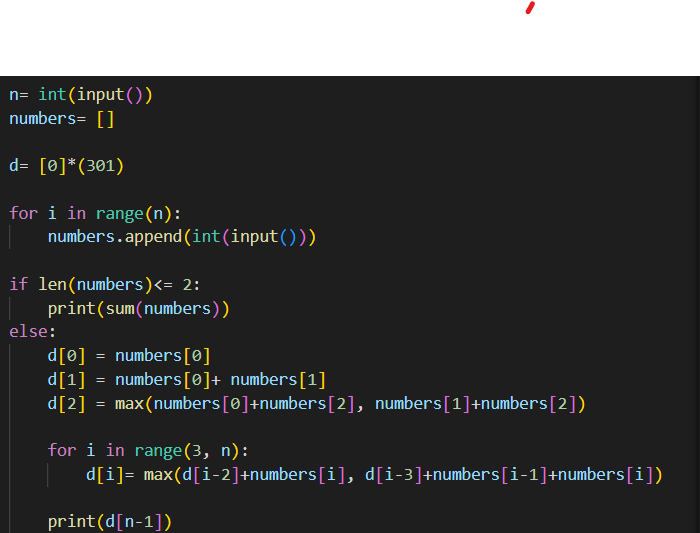 n= int(input())
numbers= []
d= [0]*(301)
for i in range(n):
    numbers.append(int(input()))
if len(numbers)<= 2:
    print(sum(numbers))
else:
    d[0] = numbers[0]
    d[1] = numbers[0]+ numbers[1]
    d[2] = max(numbers[0]+numbers[2], numbers[1]+numbers[2])
    for i in range(3, n):
        d[i]= max(d[i-2]+numbers[i], d[i-3]+numbers[i-1]+numbers[i])
    print(d[n-1])